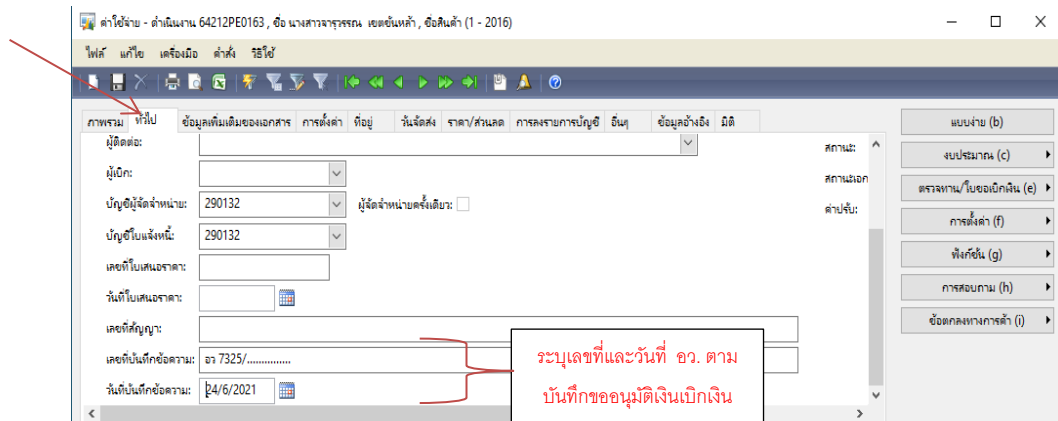 ค่าใช้จ่าย - ดำเนินงาน 64212PE0163 , ชื่อ นางสาวจารุวรรณ เขตขันหล้า , ชื่อสินค้า (1 - 2016)
ไฟล์ แก้ไข เครื่องมือ คำสั่ง วิธีใช้
ภาพรวม ทั่วไป ข้อมูลเพิ่มเติมของเอกสาร การตั้งค่า ที่อยู่ วันจัดส่ง ราคา/ส่วนลด การลงรายการบัญชี อื่นๆ ข้อมูลอ้างอิง มิติ
แบบง่าย (b)
ผู้ติดต่อ: สถานะ:
งบประมาณ (c)
ผู้เบิก: สถานะเอก
ตรวจทาน/ใบขอเบิกเงิน (e)
บัญชีผู้จัดจำหน่าย: 290132 ผู้จัดจำหน่ายครั้งเดียว: ค่าปรับ:
การตั้งค่า (f)
บัญชีใบแจ้งหนี้: 290132
ฟังก์ชั่น (g)
เลขที่ใบเสนอราคา:
การสอบถาม (h)
วันที่ใบเสนอราคา:
ข้อตกลงทางการค้า (i)
เลขที่สัญญา:
เลขที่บันทึกข้อความ: อว 7325/...............
วันที่บันทึกข้อความ: 24/6/2021
ระบุเลขที่และวันที่ อว. ตาม
บันทึกขออนุมัติเงินเบิกเงิน